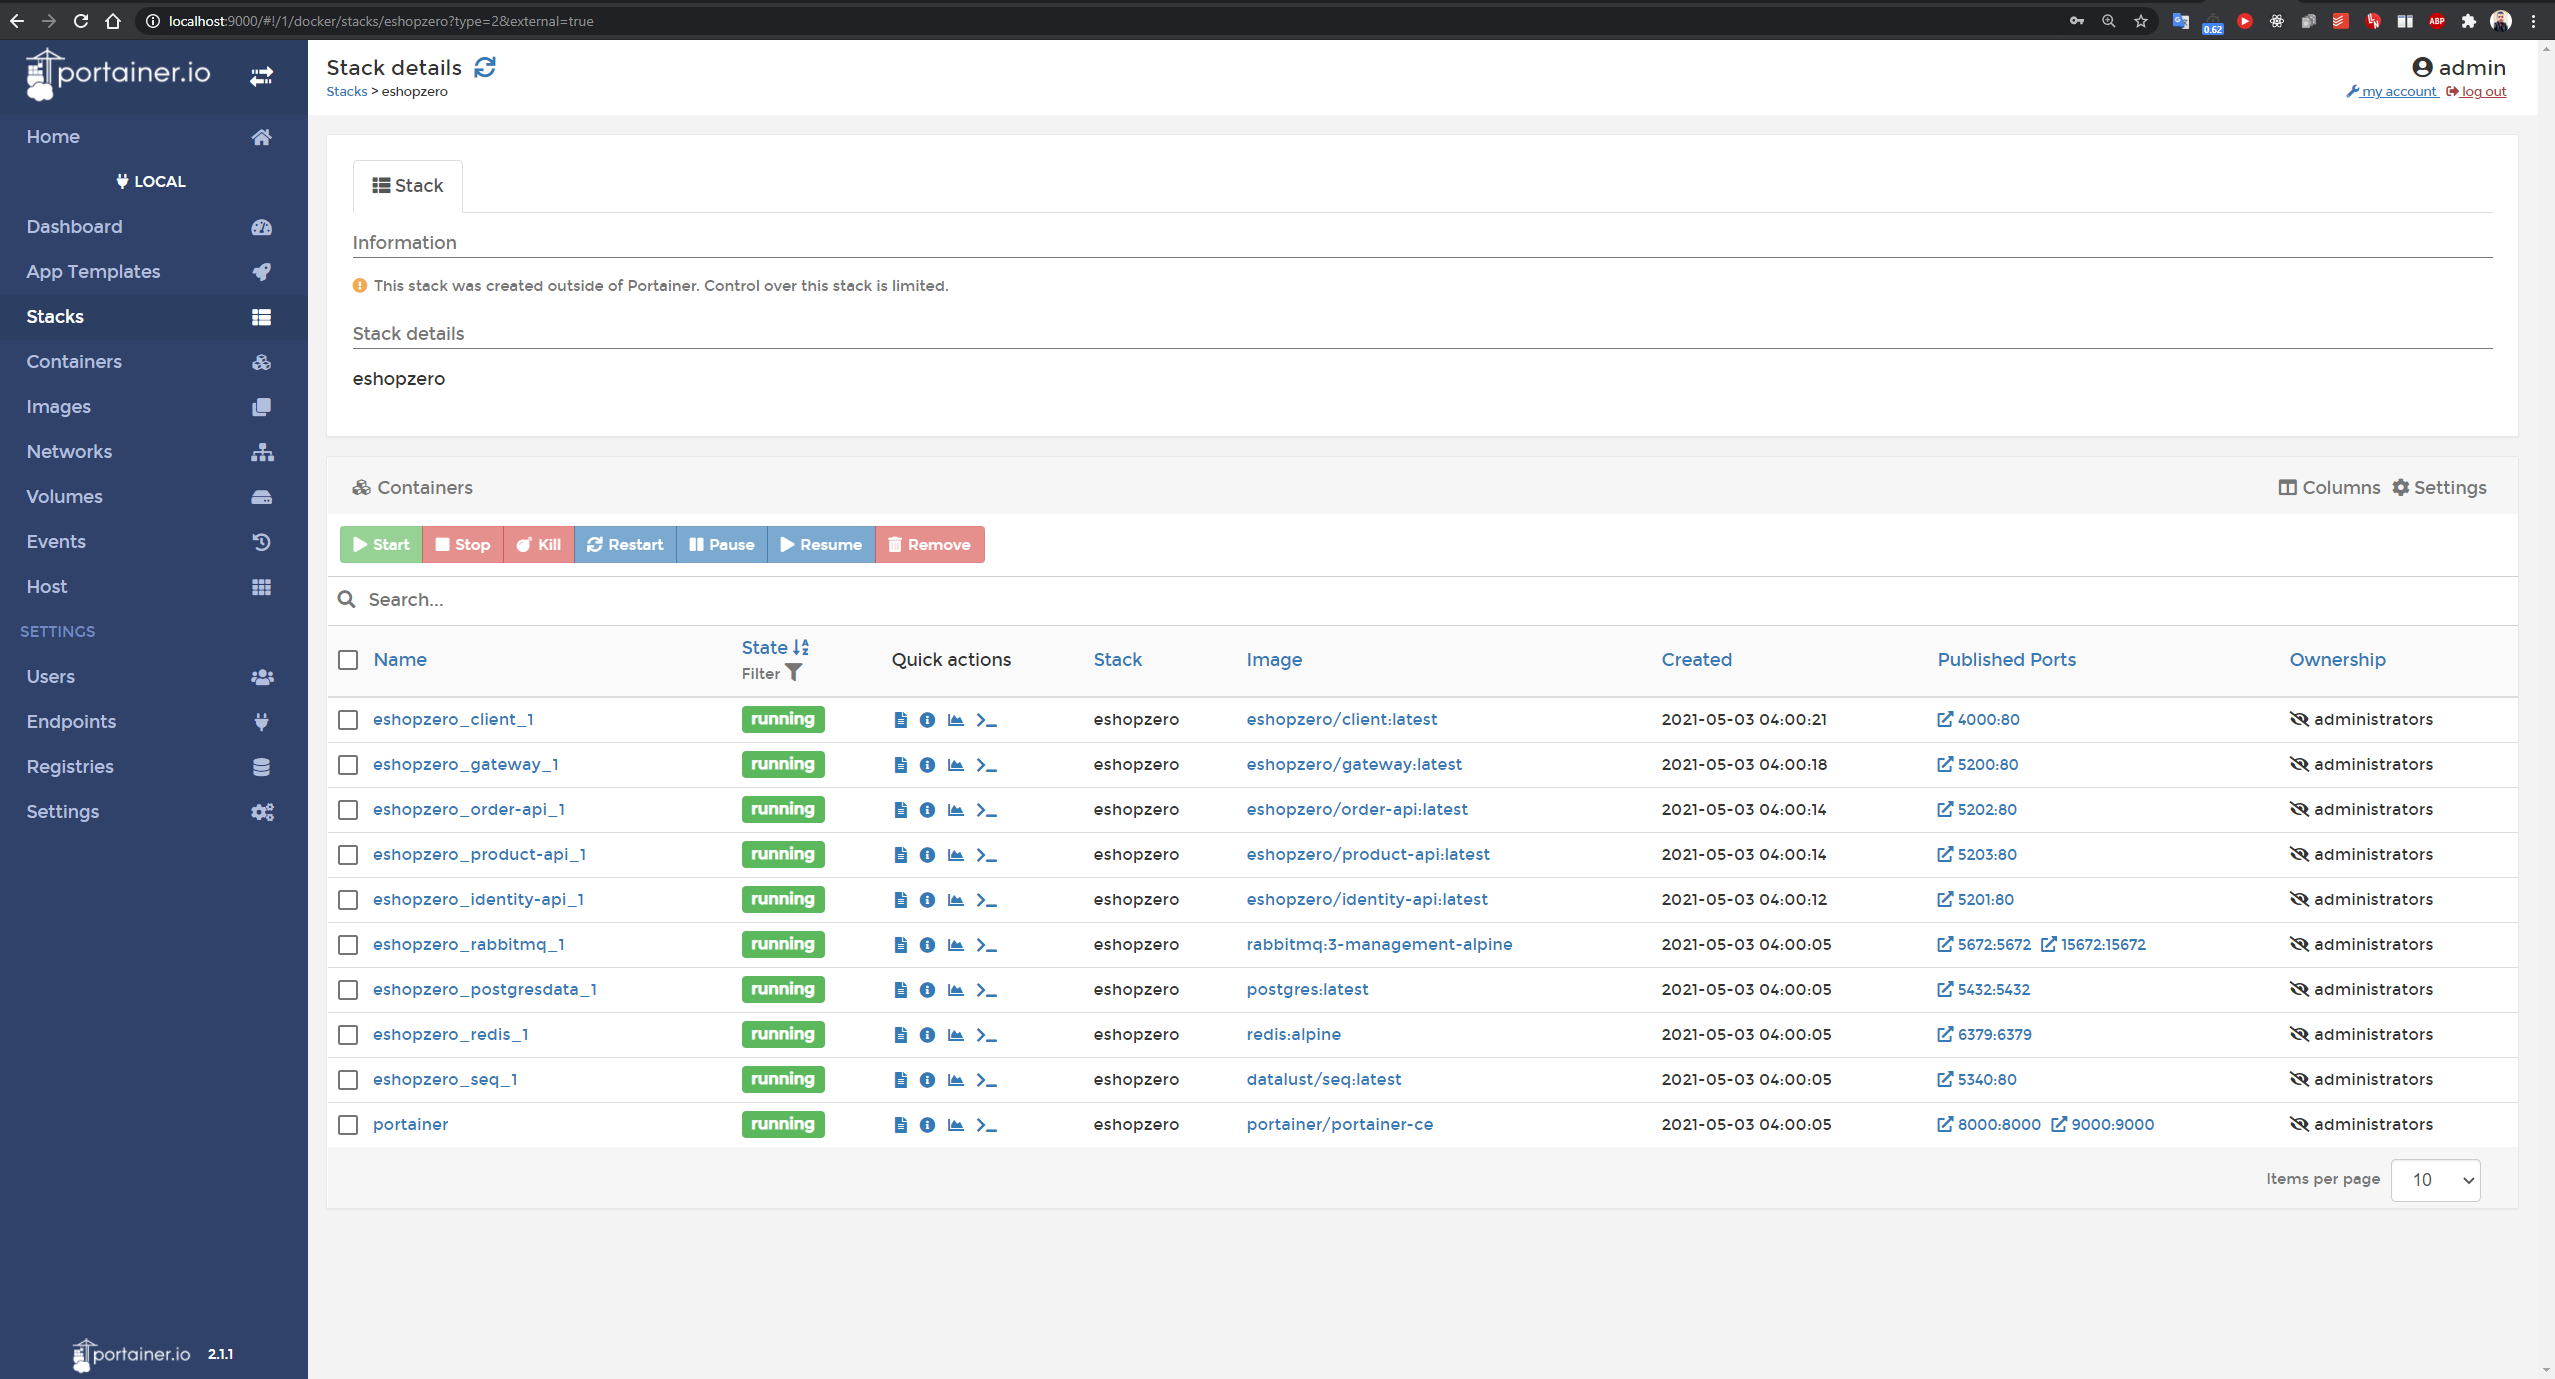 localhost:9000/#!/1/docker/stacks/eshopzero?type=2&external=true
0.62
ABP
portainer.io
Stack details
admin
Stacks > eshopzero
my account log out
Home
LOCAL
Dashboard
App Templates
Stacks
Containers
Images
Networks
Volumes
Events
Host
SETTINGS
Users
Endpoints
Registries
Settings
portainer.io 2.1.1
Stack
Information
This stack was created outside of Portainer. Control over this stack is limited.
Stack details
eshopzero
Containers Columns Settings
Start Stop Kill Restart Pause Resume Remove
Search...
Name State Filter Quick actions Stack Image Created Published Ports Ownership
eshopzero_client_1 running eshopzero eshopzero/client:latest 2021-05-03 04:00:21 4000:80 administrators
eshopzero_gateway_1 running eshopzero eshopzero/gateway:latest 2021-05-03 04:00:18 5200:80 administrators
eshopzero_order-api_1 running eshopzero eshopzero/order-api:latest 2021-05-03 04:00:14 5202:80 administrators
eshopzero_product-api_1 running eshopzero eshopzero/product-api:latest 2021-05-03 04:00:14 5203:80 administrators
eshopzero_identity-api_1 running eshopzero eshopzero/identity-api:latest 2021-05-03 04:00:12 5201:80 administrators
eshopzero_rabbitmq_1 running eshopzero rabbitmq:3-management-alpine 2021-05-03 04:00:05 5672:5672 15672:15672 administrators
eshopzero_postgresdata_1 running eshopzero postgres:latest 2021-05-03 04:00:05 5432:5432 administrators
eshopzero_redis_1 running eshopzero redis:alpine 2021-05-03 04:00:05 6379:6379 administrators
eshopzero_seq_1 running eshopzero datalust/seq:latest 2021-05-03 04:00:05 5340:80 administrators
portainer running eshopzero portainer/portainer-ce 2021-05-03 04:00:05 8000:8000 9000:9000 administrators
Items per page 10